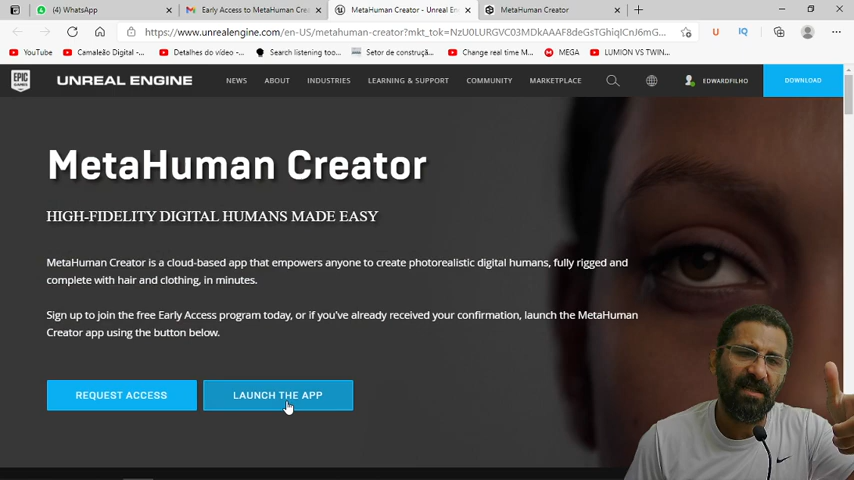 (4) WhatsApp
Early Access to MetaHuman Cre
MetaHuman Creator - Unreal En
MetaHuman Creator
https://www.unrealengine.com/en-US/metahuman-creator?mkt_tok=NzU0LURGVC03MDkAAAF8deGsTGhiqICnJ6mG...
YouTube
Camaleão Digital -...
Detalhes do vídeo -...
Search listening too...
Setor de construçã...
Change real time M...
MEGA
LUMION VS TWIN...
EPIC GAMES
UNREAL ENGINE
NEWS
ABOUT
INDUSTRIES
LEARNING & SUPPORT
COMMUNITY
MARKETPLACE
EDWARDFILHO
DOWNLOAD
MetaHuman Creator
HIGH-FIDELITY DIGITAL HUMANS MADE EASY
MetaHuman Creator is a cloud-based app that empowers anyone to create photorealistic digital humans, fully rigged and
complete with hair and clothing, in minutes.
Sign up to join the free Early Access program today, or if you've already received your confirmation, launch the MetaHuman
Creator app using the button below.
REQUEST ACCESS
LAUNCH THE APP